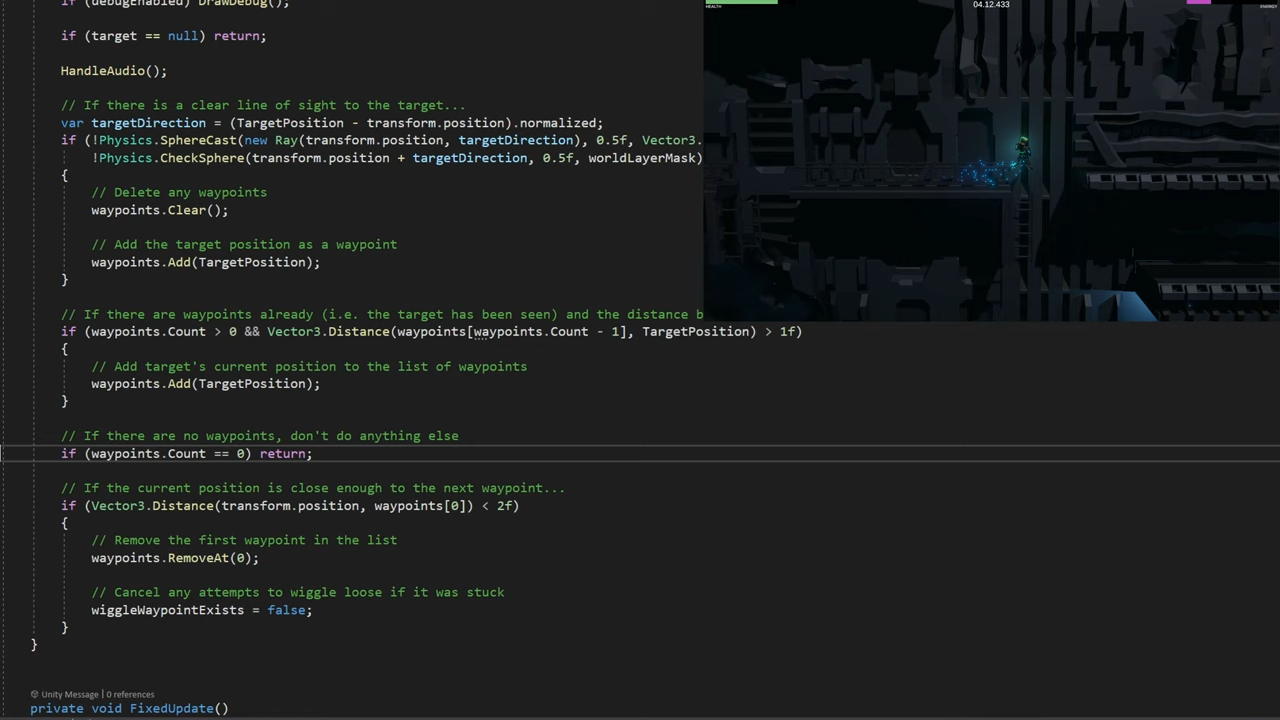 if (debugEnabled) DrawDebug();
HEALTH
04.12.433
ENERGY
if (target == null) return;
HandleAudio();
// If there is a clear line of sight to the target...
var targetDirection = (TargetPosition - transform.position).normalized;
if (!Physics.SphereCast(new Ray(transform.position, targetDirection), 0.5f, Vector3.
!Physics.CheckSphere(transform.position + targetDirection, 0.5f, worldLayerMask)
{
// Delete any waypoints
waypoints.Clear();
// Add the target position as a waypoint
waypoints.Add(TargetPosition);
}
// If there are waypoints already (i.e. the target has been seen) and the distance b
if (waypoints.Count > 0 && Vector3.Distance(waypoints[waypoints.Count - 1], TargetPosition) > 1f)
{
// Add target's current position to the list of waypoints
waypoints.Add(TargetPosition);
}
// If there are no waypoints, don't do anything else
if (waypoints.Count == 0) return;
// If the current position is close enough to the next waypoint...
if (Vector3.Distance(transform.position, waypoints[0]) < 2f)
{
// Remove the first waypoint in the list
waypoints.RemoveAt(0);
// Cancel any attempts to wiggle loose if it was stuck
wiggleWaypointExists = false;
}
}
Unity Message | 0 references
private void FixedUpdate()